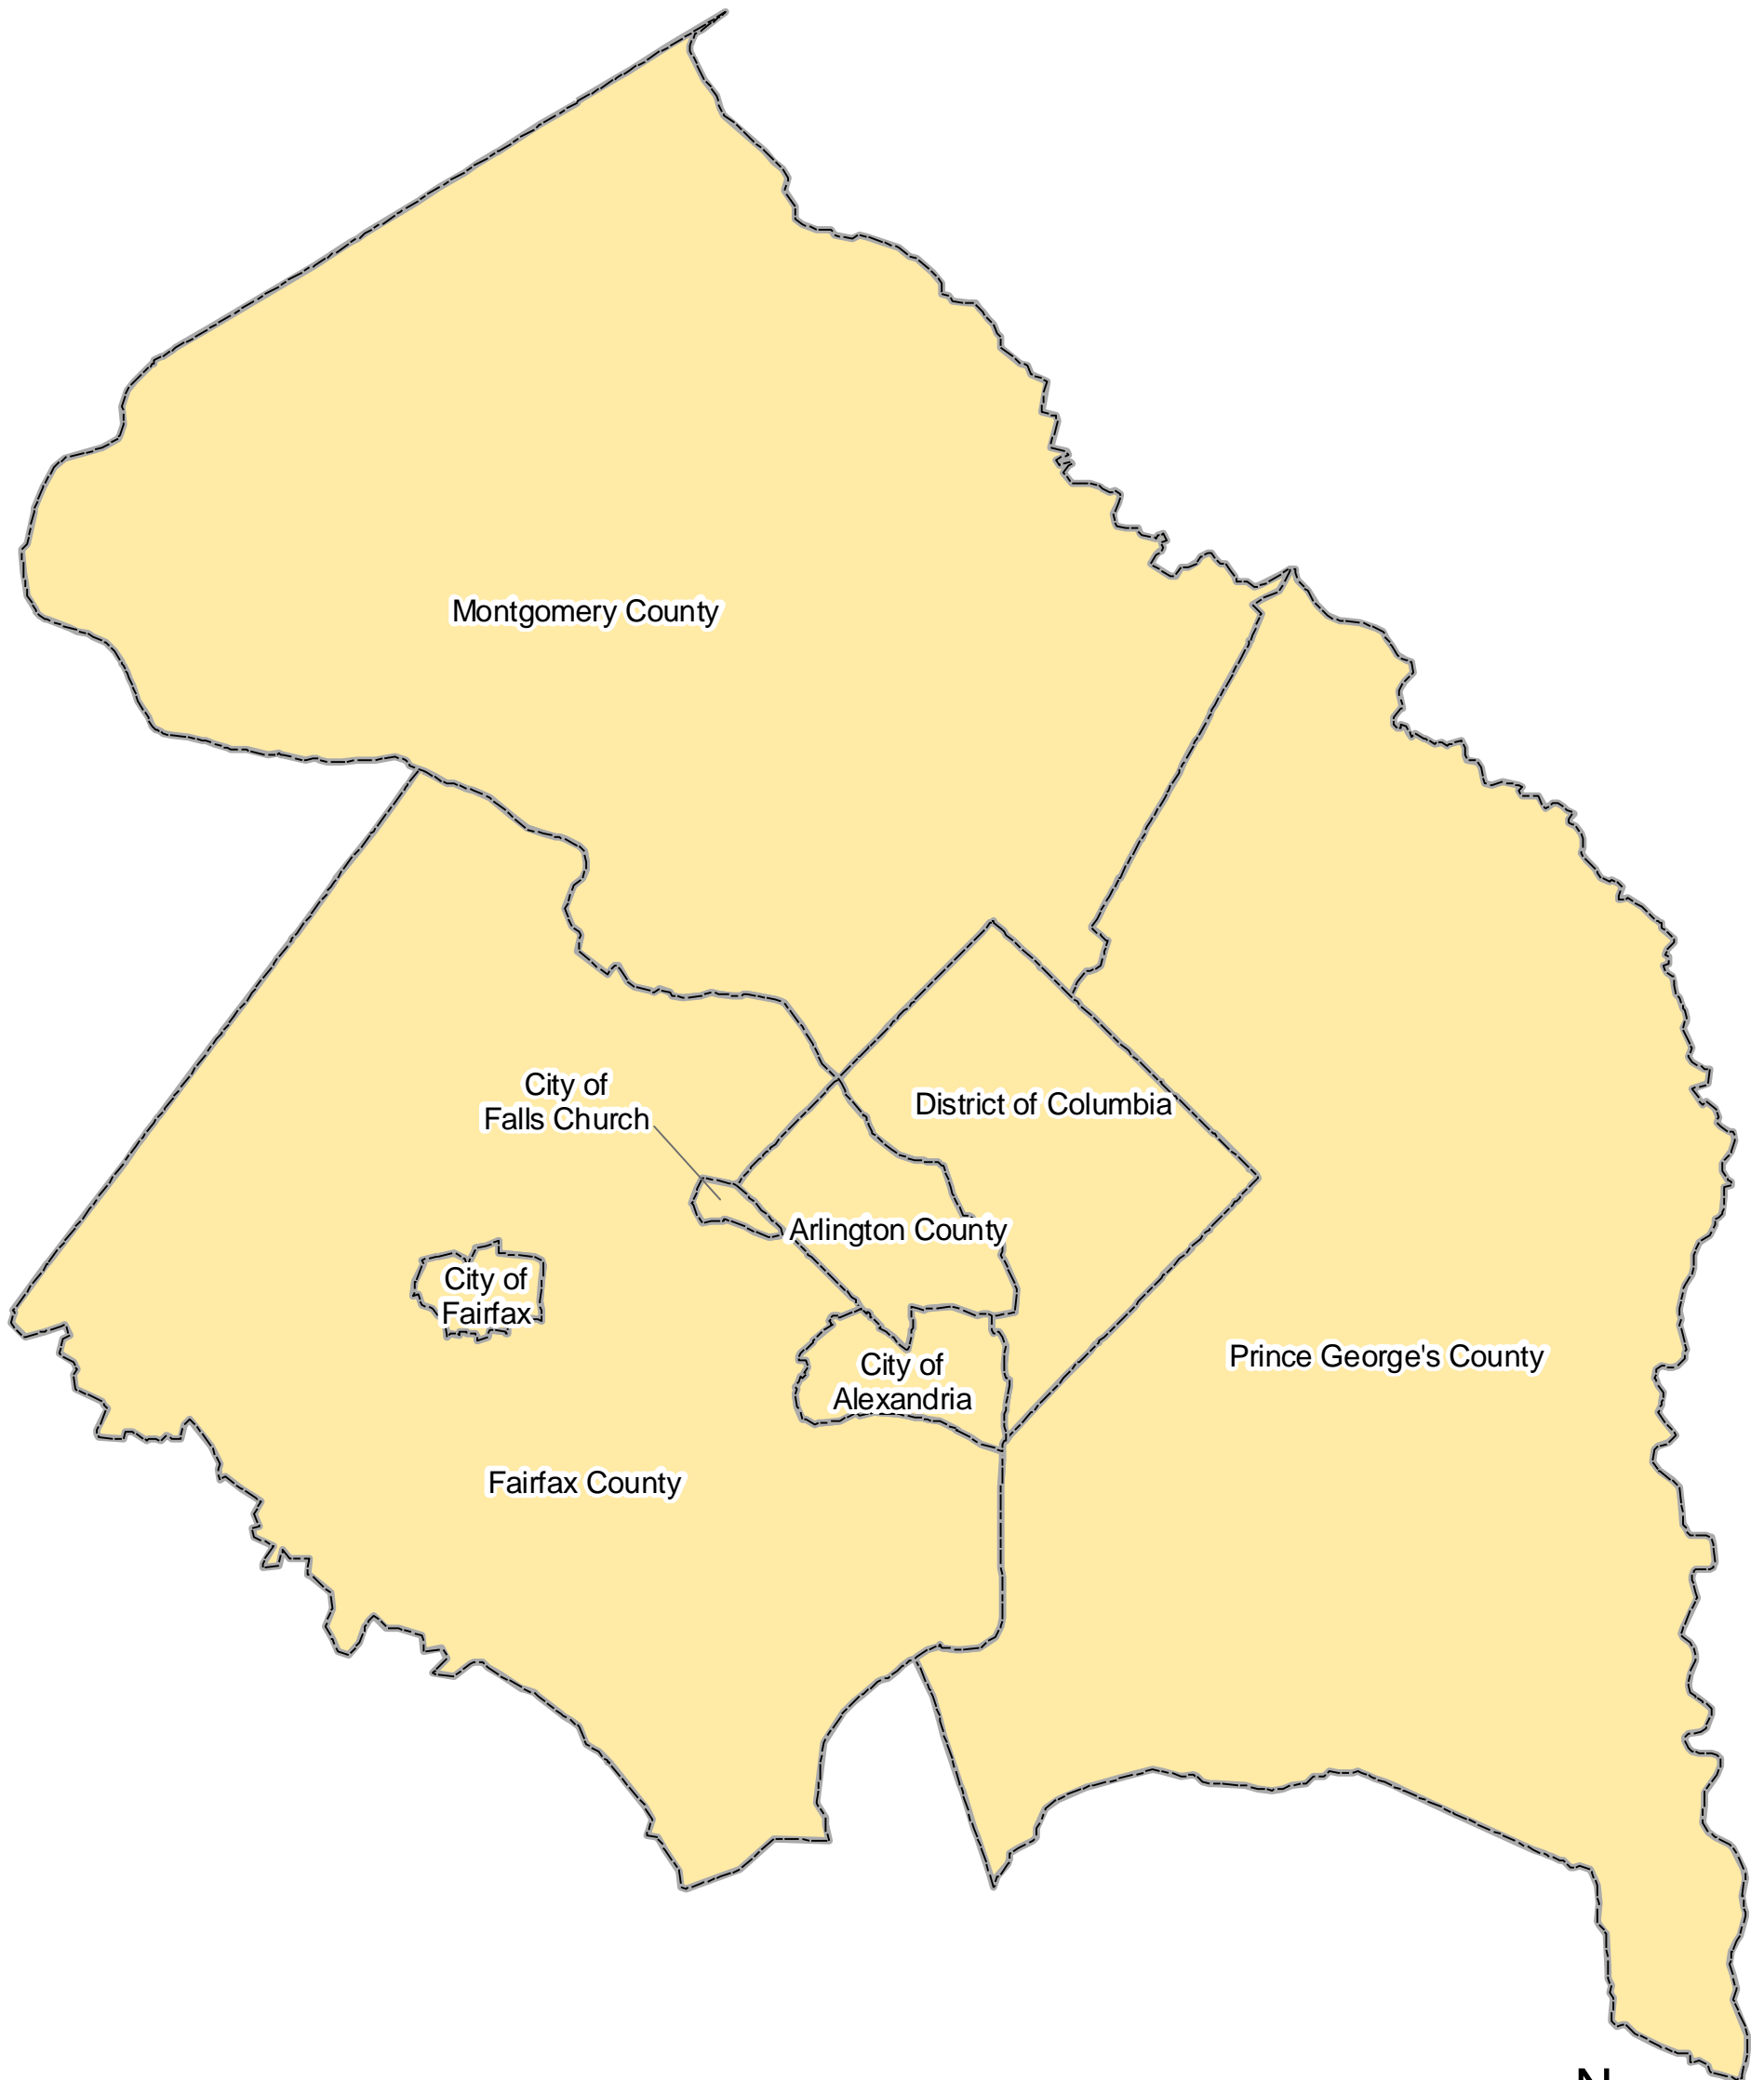 Montgomery County
City of
Falls Church
District of Columbia
Arlington County
City of
Fairfax
Prince George's County
City of
Alexandria
Fairfax County
N